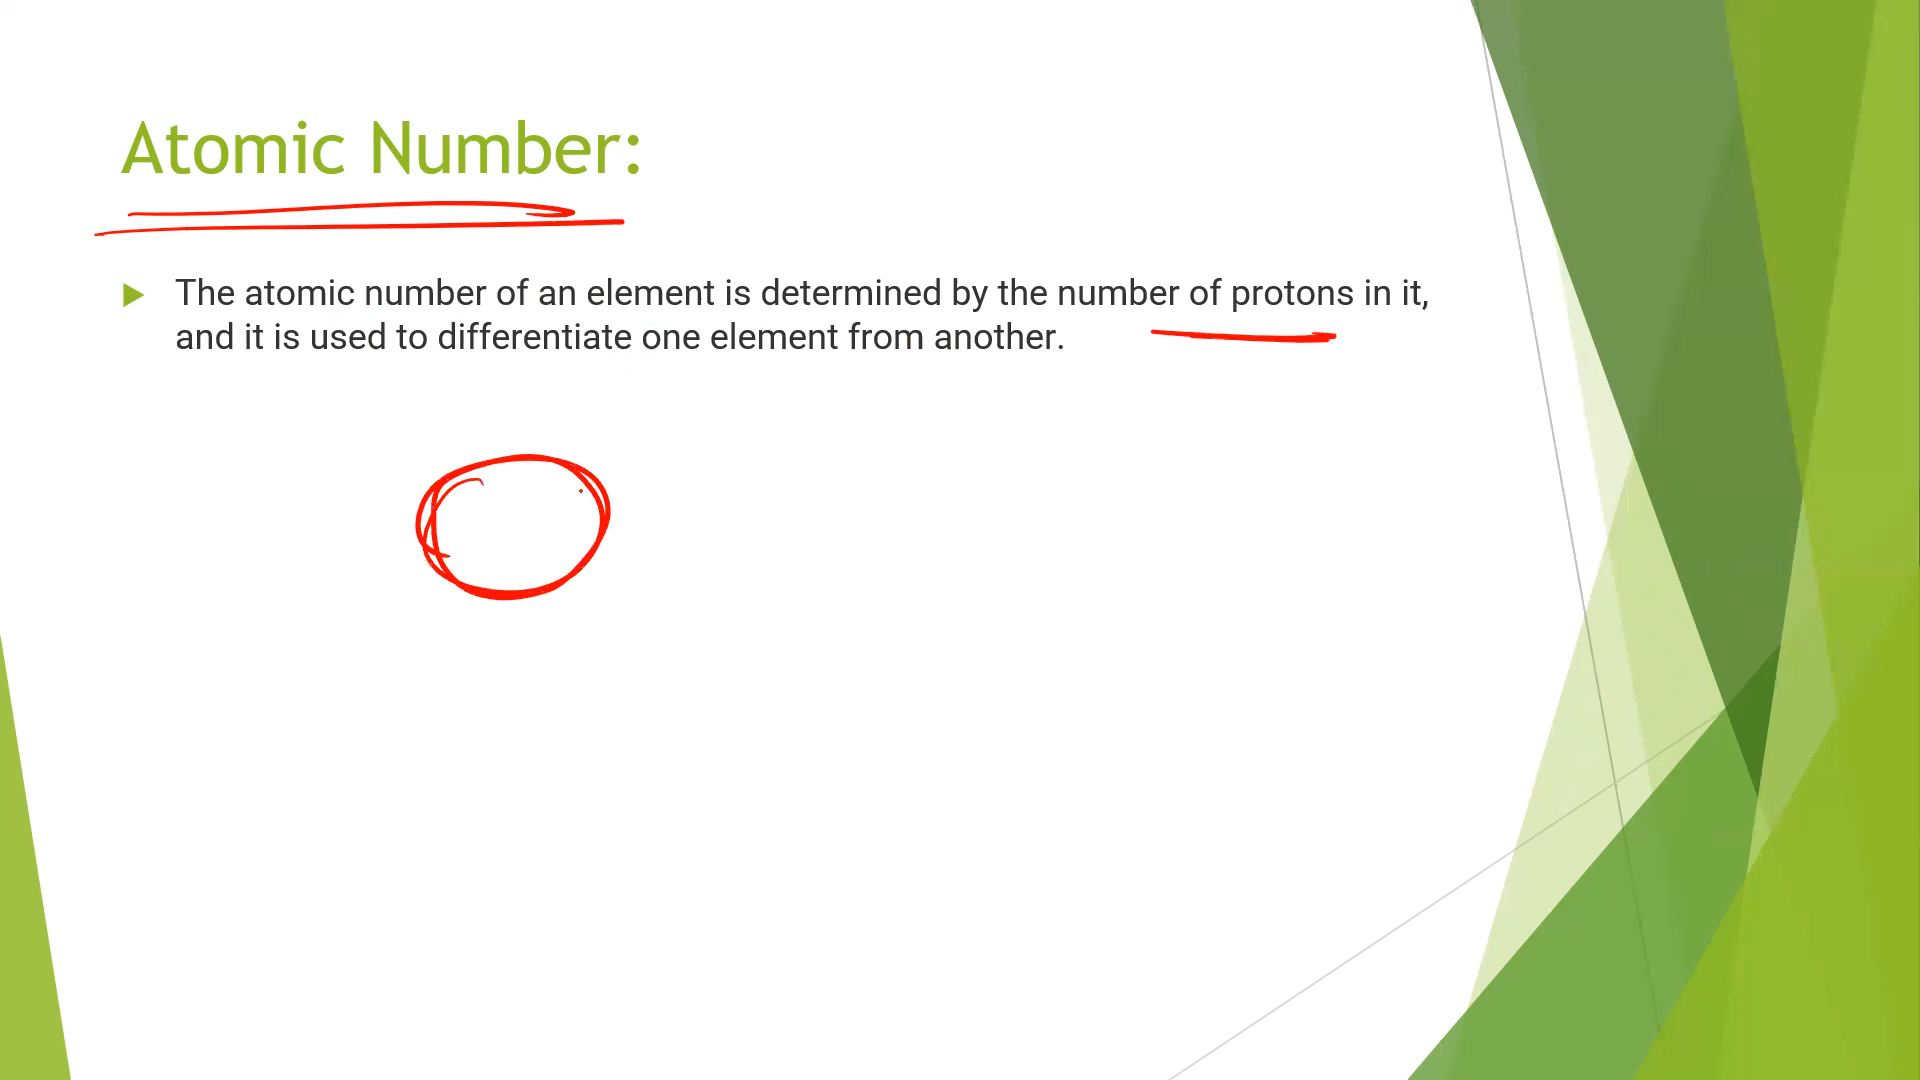 Atomic Number:
The atomic number of an element is determined by the number of protons in it,
and it is used to differentiate one element from another.